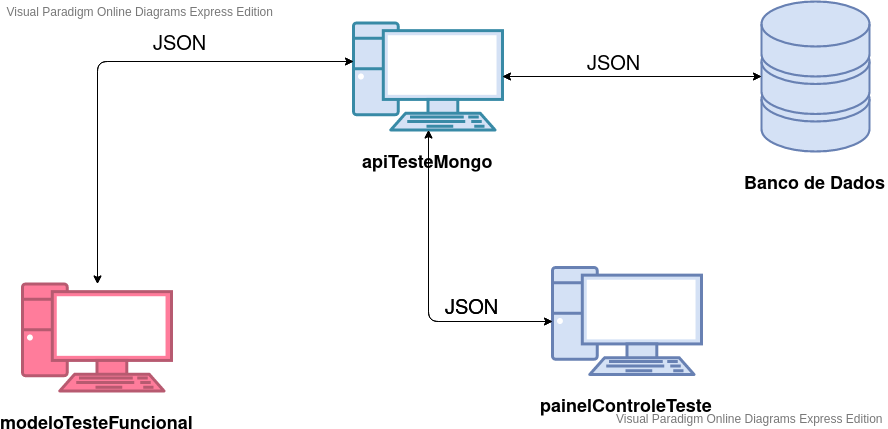 Visual Paradigm Online Diagrams Express Edition
JSON
JSON
apiTesteMongo
Banco de Dados
JSON
modeloTesteFuncional
painelControleTeste
Visual Paradigm Online Diagrams Express Edition